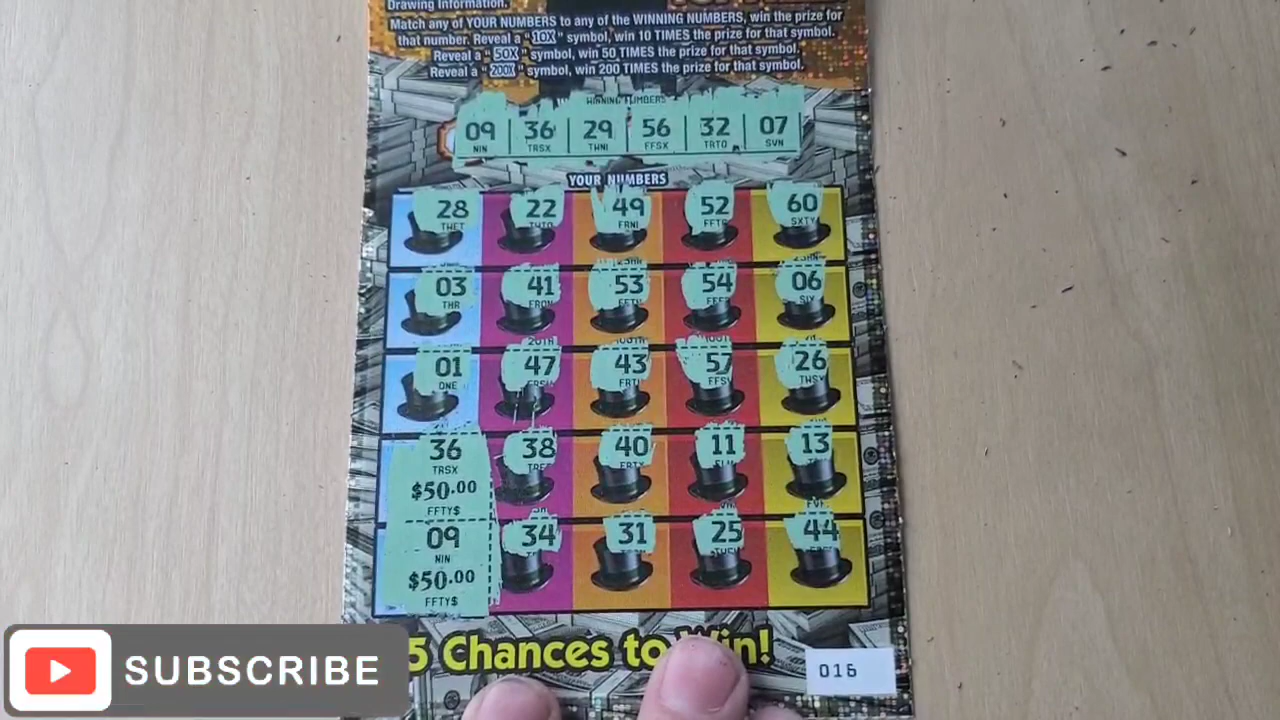 Drawing Information.
Match any of YOUR NUMBERS to any of the WINNING NUMBERS, win the prize for
that number. Reveal a "10X" symbol, win 10 TIMES the prize for that symbol.
Reveal a "50X" symbol, win 50 TIMES the prize for that symbol.
Reveal a "200X" symbol, win 200 TIMES the prize for that symbol.
WINNING NUMBERS
09 36 29 56 32 07
NIN TRSX TWNI FFSX TRTO SVN
YOUR NUMBERS
28 22 49 52 60
THET SXTY
03 41 53 54 06
THR SIX
01 47 43 57 26
ONE
36 38 40 11 13
TRSX
$50.00
FFTY$
09 34 31 25 44
NIN
$50.00
FFTY$
5 Chances to Win!
016
SUBSCRIBE